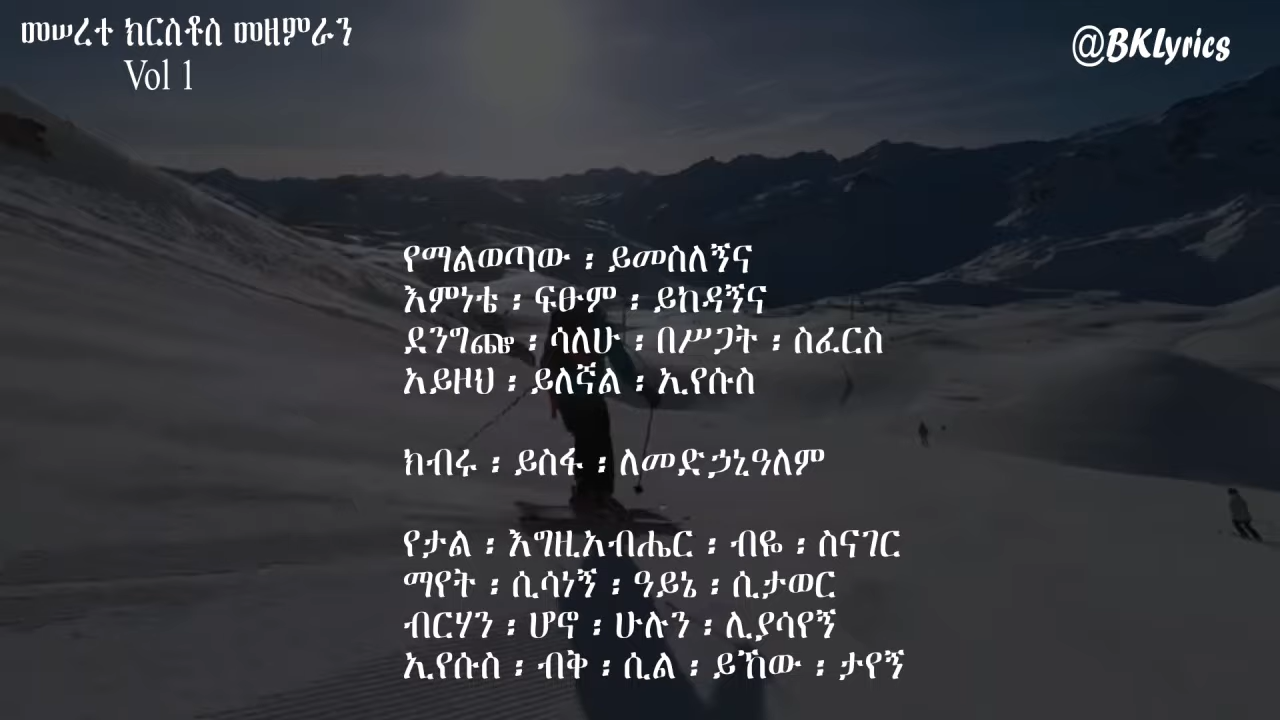 መሠረተ ክርስቶስ መዘምራን
Vol 1
@BKLyrics
የማልወጣው ፡ ይመስለኝና
እምነቴ ፡ ፍፁም ፡ ይከዳኝና
ደንግጬ ፡ ሳለሁ ፡ በሥጋት ፡ ስፈርስ
አይዞህ ፡ ይለኛል ፡ ኢየሱስ
ክብሩ ፡ ይስፋ ፡ ለመድኃኒዓለም
የታል ፡ እግዚአብሔር ፡ ብዬ ፡ ስናገር
ማየት ፡ ሲሳነኝ ፡ ዓይኔ ፡ ሲታወር
ብርሃን ፡ ሆኖ ፡ ሁሉን ፡ ሊያሳየኝ
ኢየሱስ ፡ ብቅ ፡ ሲል ፡ ይኸው ፡ ታየኝ